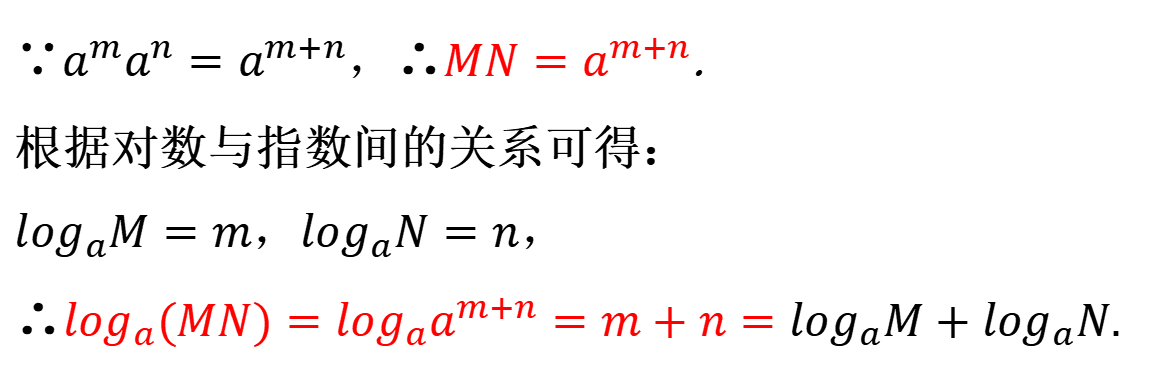 ∵aᵐaⁿ = aᵐ⁺ⁿ，∴MN = aᵐ⁺ⁿ.
根据对数与指数间的关系可得：
logₐM = m，logₐN = n，
∴logₐ(MN) = logₐaᵐ⁺ⁿ = m + n = logₐM + logₐN.